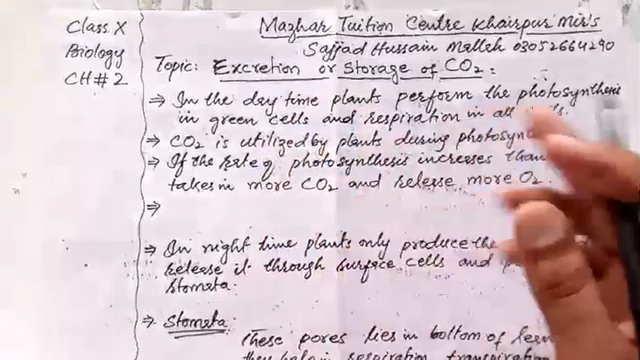 Class X
Biology
CH # 2
Mazhar Tuition Centre Khairpur Mir's
Sajjad Hussain Malleh 03052664290
Topic: Excretion or Storage of CO2:
⇒ In the day time plants perform the photosynthesis
in green cells and respiration in all
⇒ CO2 is utilized by plants during
⇒ If the rate of photosynthesis increases than
takes in more CO2 and release more O2.
⇒
⇒ In night time plants only produce the
release it through surface cells and
Stomata.
⇒ Stomata:
These pores lies in bottom of
they help in respiration